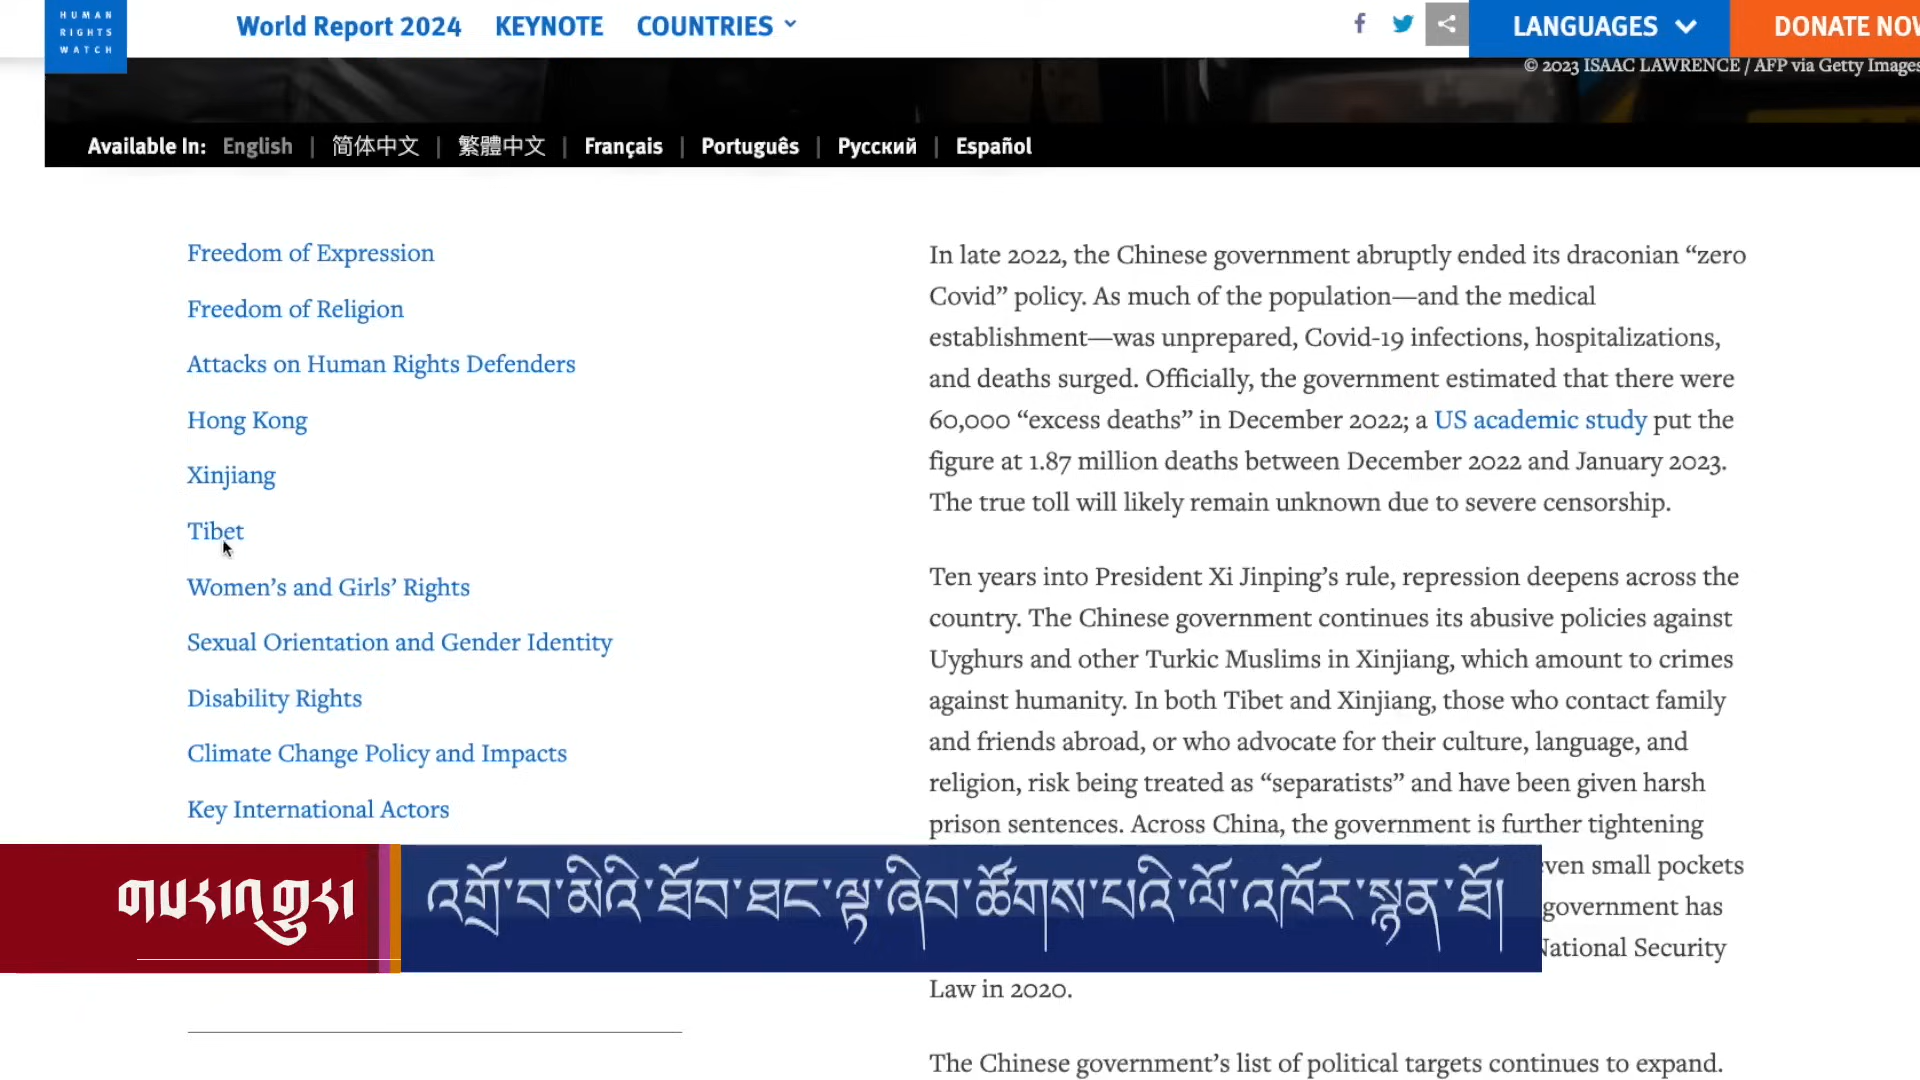 HUMAN
RIGHTS
WATCH
World Report 2024 KEYNOTE COUNTRIES
LANGUAGES
DONATE NOW
© 2023 ISAAC LAWRENCE / AFP via Getty Images
Available In: English | 简体中文 | 繁體中文 | Français | Português | Русский | Español
Freedom of Expression
Freedom of Religion
Attacks on Human Rights Defenders
Hong Kong
Xinjiang
Tibet
Women’s and Girls’ Rights
Sexual Orientation and Gender Identity
Disability Rights
Climate Change Policy and Impacts
Key International Actors
In late 2022, the Chinese government abruptly ended its draconian “zero
Covid” policy. As much of the population—and the medical
establishment—was unprepared, Covid-19 infections, hospitalizations,
and deaths surged. Officially, the government estimated that there were
60,000 “excess deaths” in December 2022; a US academic study put the
figure at 1.87 million deaths between December 2022 and January 2023.
The true toll will likely remain unknown due to severe censorship.
Ten years into President Xi Jinping’s rule, repression deepens across the
country. The Chinese government continues its abusive policies against
Uyghurs and other Turkic Muslims in Xinjiang, which amount to crimes
against humanity. In both Tibet and Xinjiang, those who contact family
and friends abroad, or who advocate for their culture, language, and
religion, risk being treated as “separatists” and have been given harsh
prison sentences. Across China, the government is further tightening
even small pockets
government has
National Security
Law in 2020.
The Chinese government’s list of political targets continues to expand.
གསར་འགྱུར།
འགྲོ་བ་མིའི་ཐོབ་ཐང་ལྟ་ཞིབ་ཚོགས་པའི་ལོ་འཁོར་སྙན་ཐོ།